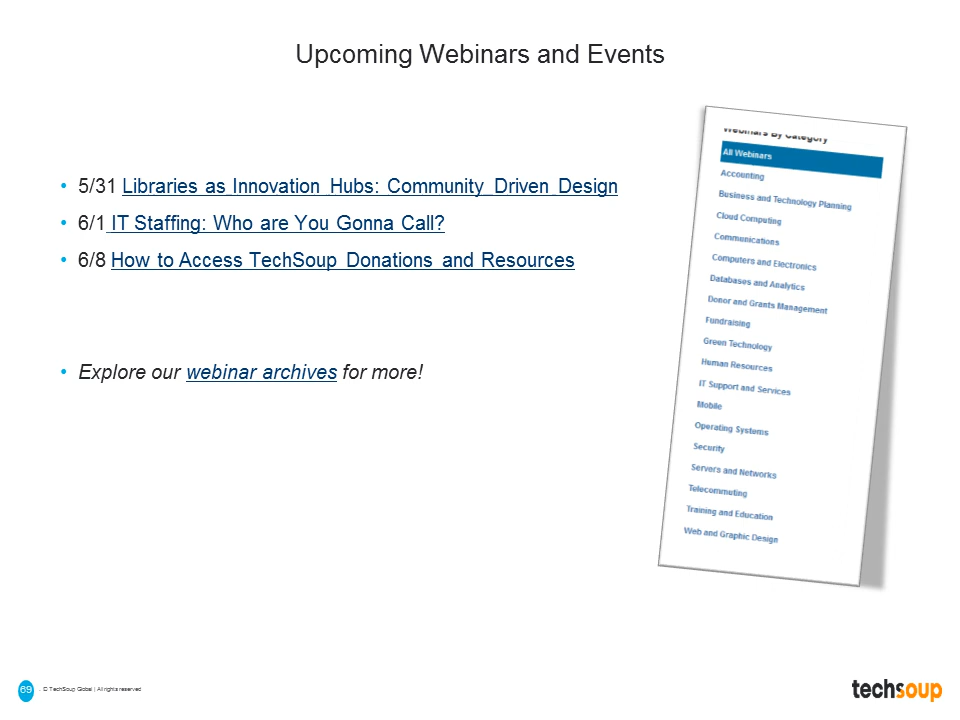 Upcoming Webinars and Events
• 5/31 Libraries as Innovation Hubs: Community Driven Design
• 6/1 IT Staffing: Who are You Gonna Call?
• 6/8 How to Access TechSoup Donations and Resources
• Explore our webinar archives for more!
Webinars By Category
All Webinars
Accounting
Business and Technology Planning
Cloud Computing
Communications
Computers and Electronics
Databases and Analytics
Donor and Grants Management
Fundraising
Green Technology
Human Resources
IT Support and Services
Mobile
Operating Systems
Security
Servers and Networks
Telecommuting
Training and Education
Web and Graphic Design
69 . © TechSoup Global | All rights reserved
techsoup